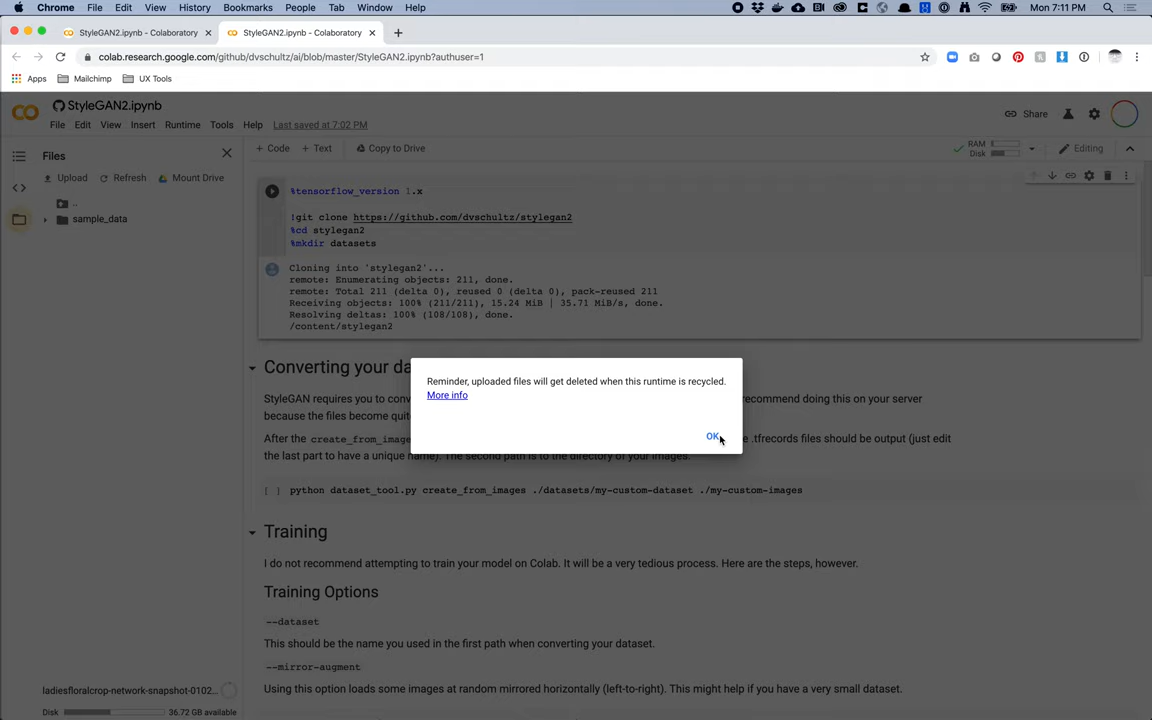 Chrome File Edit View History Bookmarks People Tab Window Help Mon 7:11 PM
StyleGAN2.ipynb - Colaboratory StyleGAN2.ipynb - Colaboratory
colab.research.google.com/github/dvschultz/ai/blob/master/StyleGAN2.ipynb?authuser=1
Apps Mailchimp UX Tools
StyleGAN2.ipynb
Share
File Edit View Insert Runtime Tools Help Last saved at 7:02 PM
+ Code + Text Copy to Drive
RAM
Disk
Editing
Files
Upload Refresh Mount Drive
..
sample_data
%tensorflow_version 1.x
!git clone https://github.com/dvschultz/stylegan2
%cd stylegan2
%mkdir datasets
Cloning into 'stylegan2'...
remote: Enumerating objects: 211, done.
remote: Total 211 (delta 0), reused 0 (delta 0), pack-reused 211
Receiving objects: 100% (211/211), 15.24 MiB | 35.71 MiB/s, done.
Resolving deltas: 100% (108/108), done.
/content/stylegan2
Converting your da
StyleGAN requires you to conv recommend doing this on your server
because the files become quit
After the create_from_image e .tfrecords files should be output (just edit
the last part to have a unique name). The second path is to the directory of your images.
Reminder, uploaded files will get deleted when this runtime is recycled.
More info
OK
[ ] python dataset_tool.py create_from_images ./datasets/my-custom-dataset ./my-custom-images
Training
I do not recommend attempting to train your model on Colab. It will be a very tedious process. Here are the steps, however.
Training Options
--dataset
This should be the name you used in the first path when converting your dataset.
--mirror-augment
Using this option loads some images at random mirrored horizontally (left-to-right). This might help if you have a very small dataset.
ladiesfloralcrop-network-snapshot-0102...
Disk 36.72 GB available